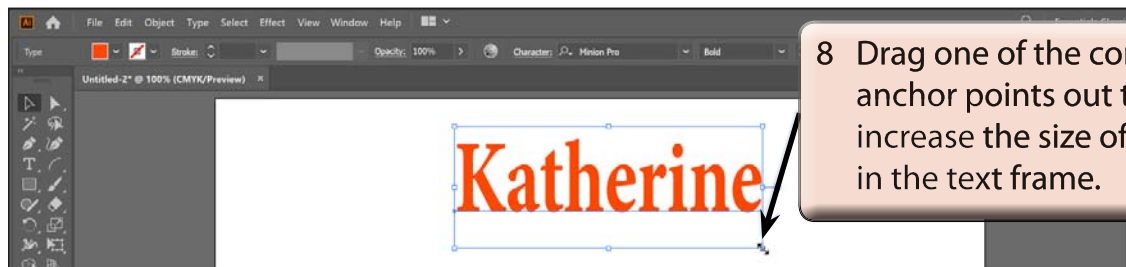 Ai File Edit Object Type Select Effect View Window Help
Type Stroke: Opacity: 100% Character: Minion Pro Bold
Untitled-2* @ 100% (CMYK/Preview) ×
Katherine
8 Drag one of the
anchor points out
increase the size of
in the text frame.